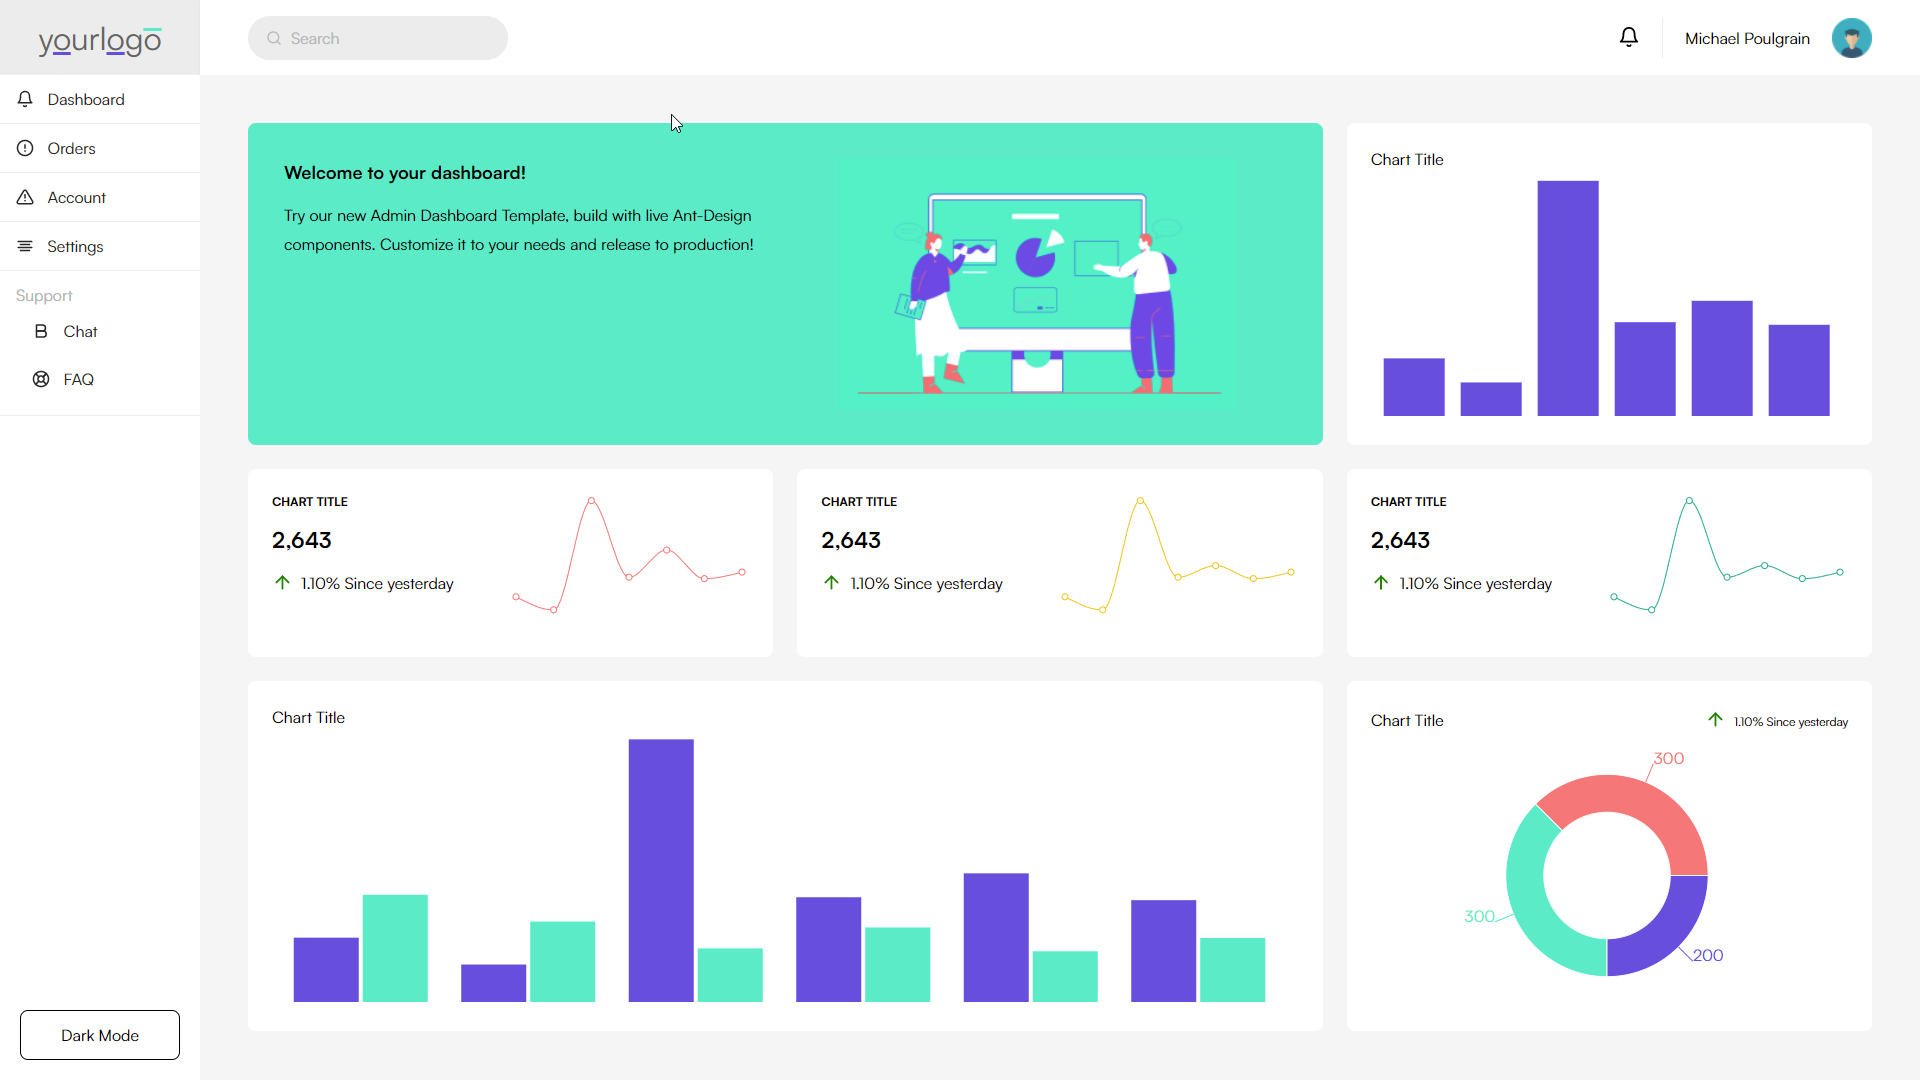 yourlogo
Search
Michael Poulgrain
Dashboard
Orders
Account
Settings
Support
Chat
FAQ
Dark Mode
Welcome to your dashboard!
Try our new Admin Dashboard Template, build with live Ant-Design
components. Customize it to your needs and release to production!
Chart Title
CHART TITLE
2,643
1.10% Since yesterday
CHART TITLE
2,643
1.10% Since yesterday
CHART TITLE
2,643
1.10% Since yesterday
Chart Title
Chart Title
1.10% Since yesterday
300
300
200